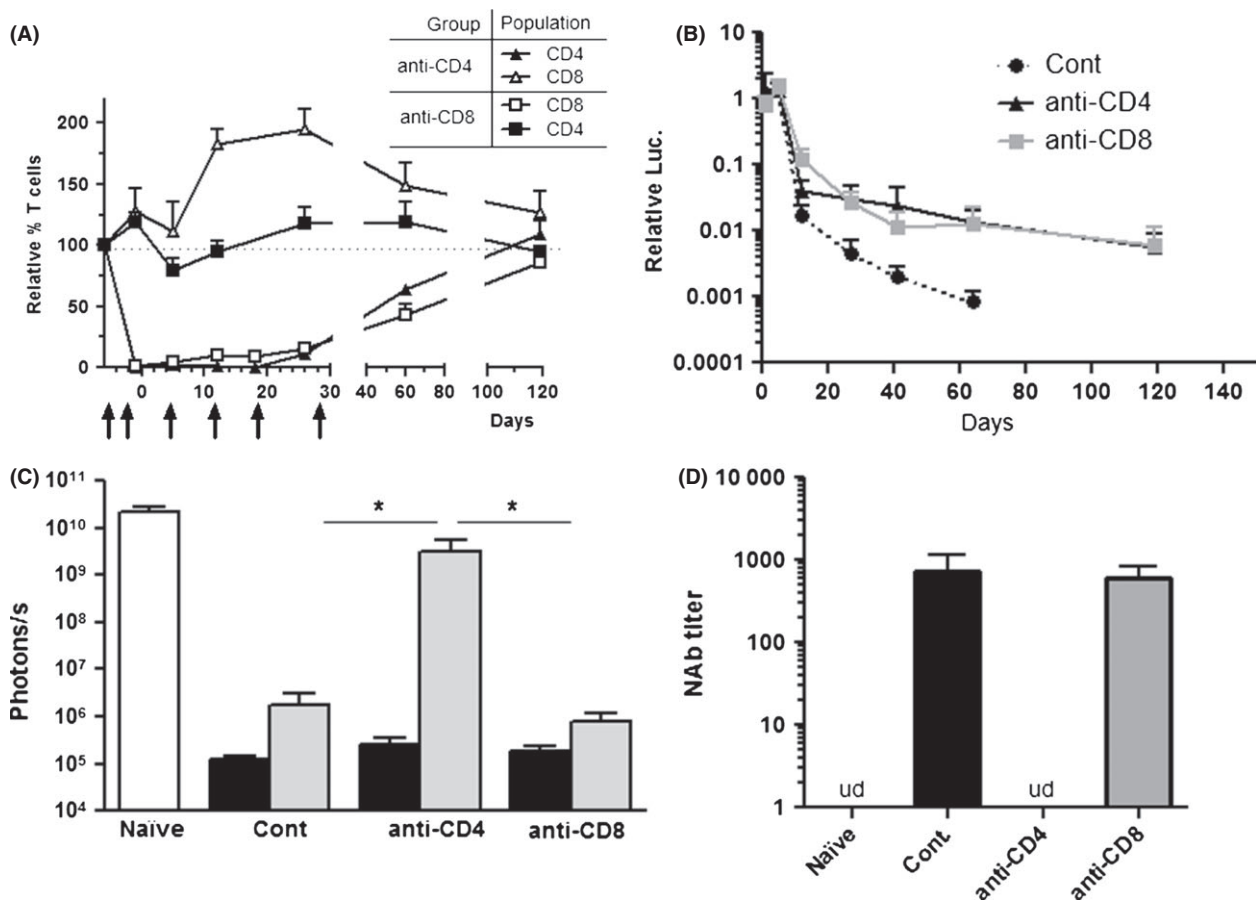 (A)
Group Population
anti-CD4 CD4
CD8
anti-CD8 CD8
CD4
Relative % T cells
200
150
100
50
0
0 10 20 30 40 60 80 100 120
Days
(B)
Cont
anti-CD4
anti-CD8
Relative Luc.
10
1
0.1
0.01
0.001
0.0001
0 20 40 60 80 100 120 140
Days
(C)
Photons/s
10¹¹
10¹⁰
10⁹
10⁸
10⁷
10⁶
10⁵
10⁴
* *
Naïve Cont anti-CD4 anti-CD8
(D)
NAb titer
10 000
1000
100
10
1
ud ud
Naïve Cont anti-CD4 anti-CD8